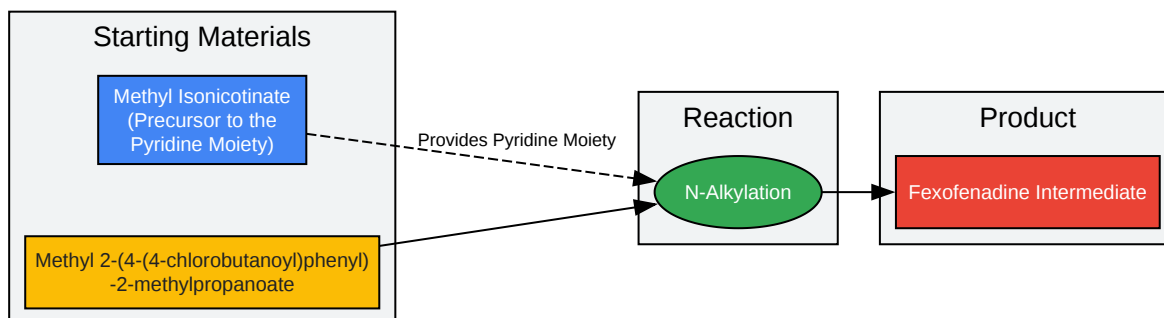 Starting Materials
Methyl Isonicotinate
(Precursor to the
Pyridine Moiety)
Methyl 2-(4-(4-chlorobutanoyl)phenyl)
-2-methylpropanoate
Provides Pyridine Moiety
Reaction
N-Alkylation
Product
Fexofenadine Intermediate